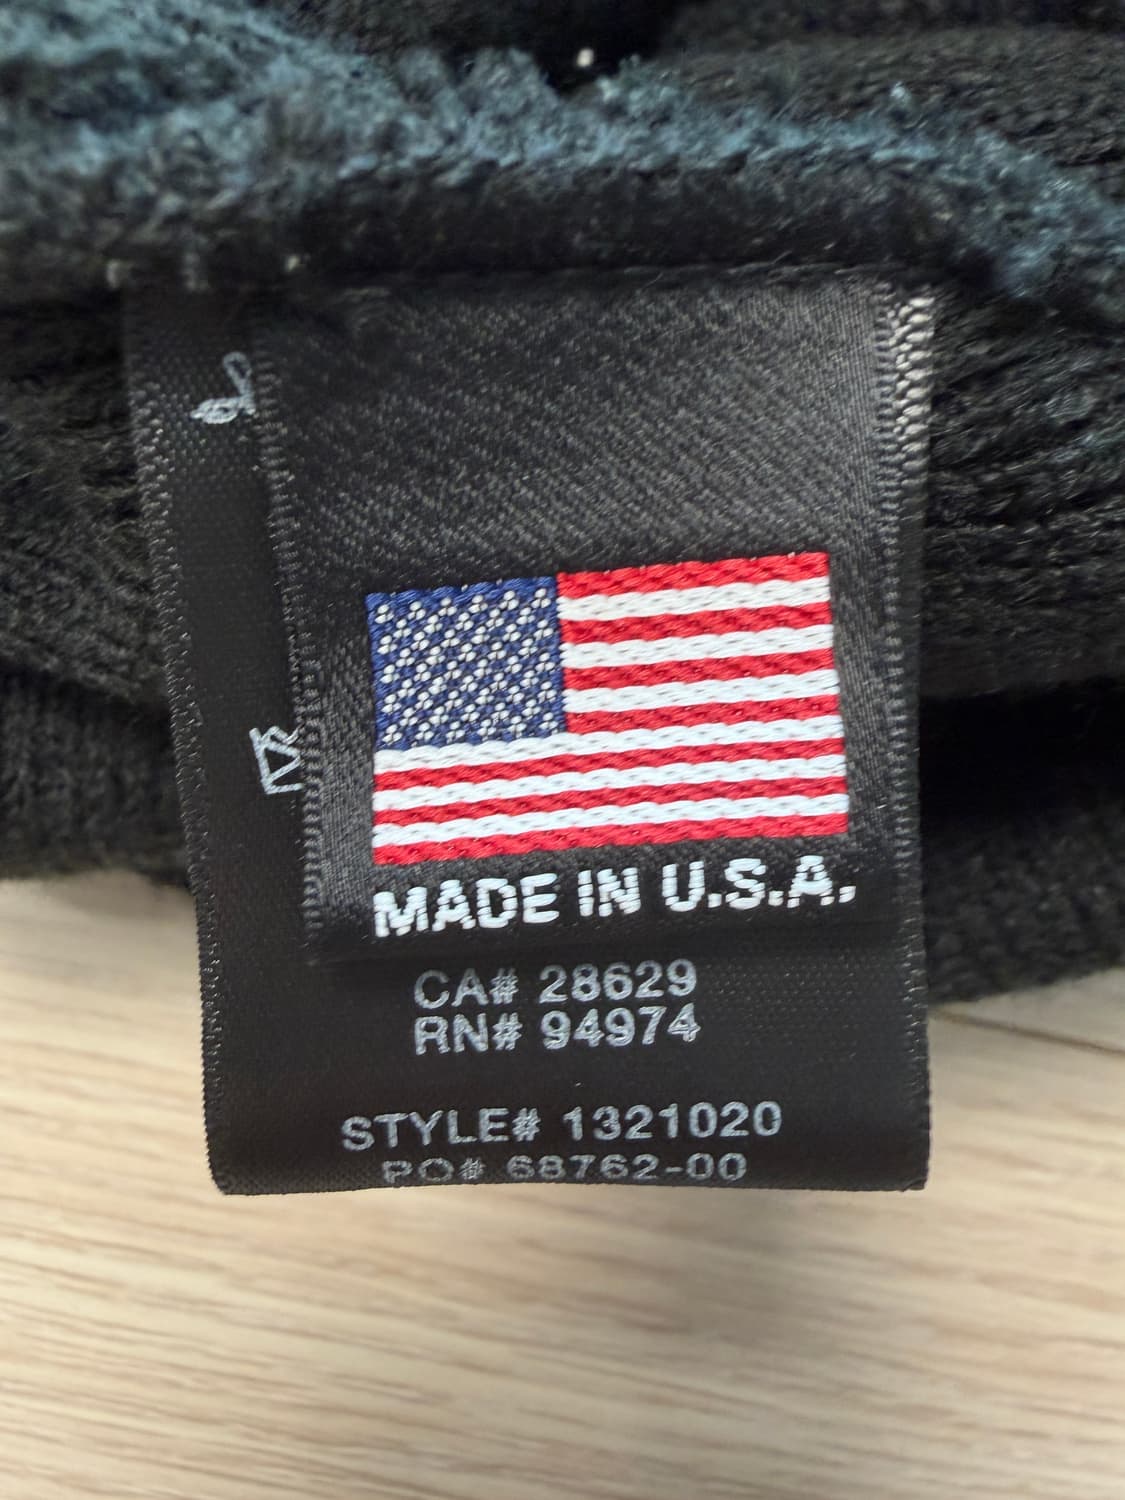 MADE IN U.S.A.
CA# 28629
RN# 94974
STYLE# 1321020
PO# 68762-00